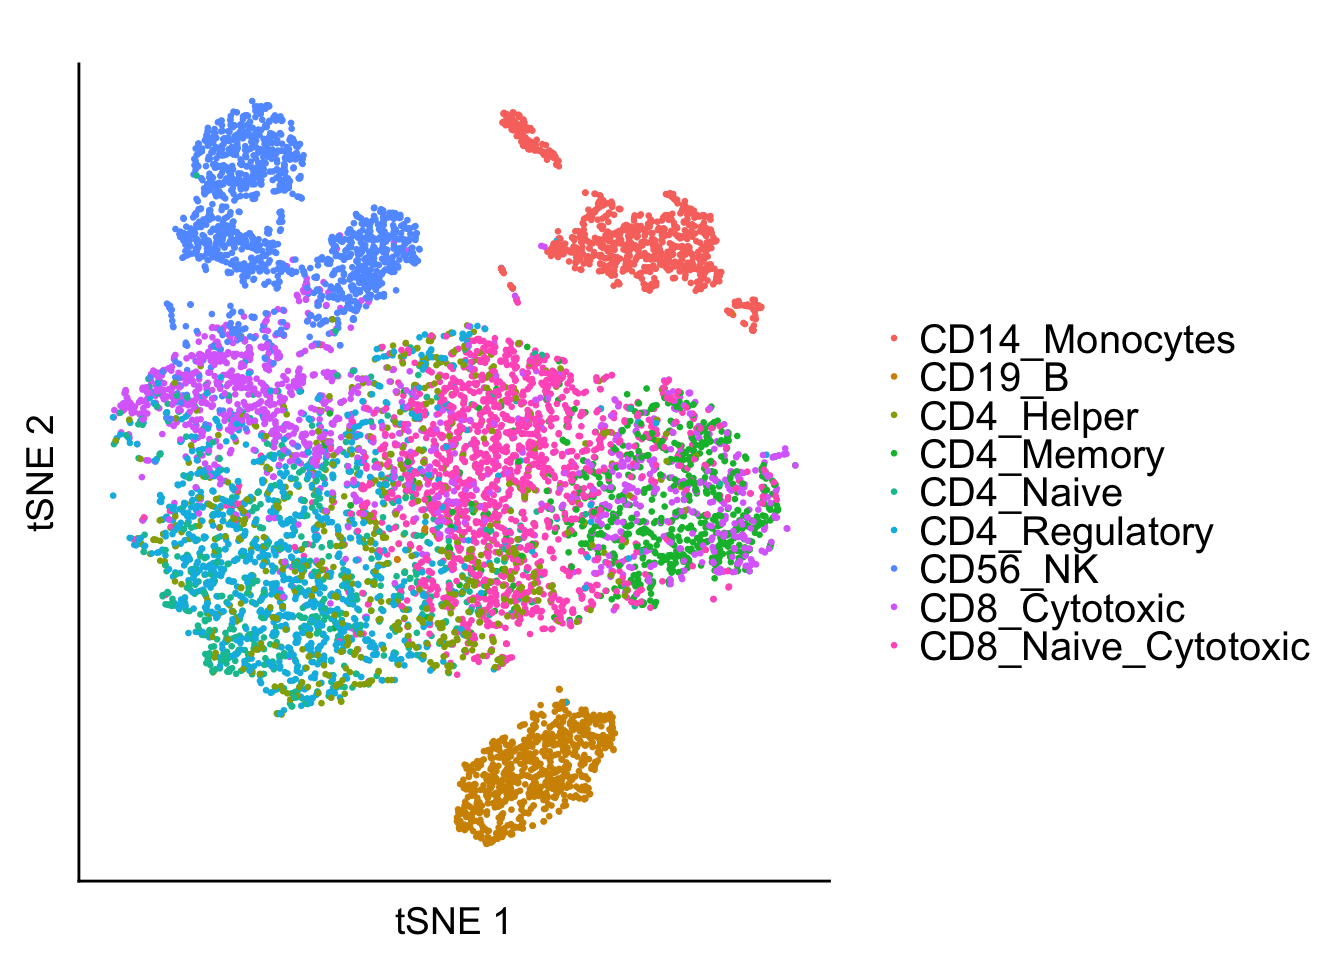 tSNE 2
tSNE 1
CD14_Monocytes
CD19_B
CD4_Helper
CD4_Memory
CD4_Naive
CD4_Regulatory
CD56_NK
CD8_Cytotoxic
CD8_Naive_Cytotoxic